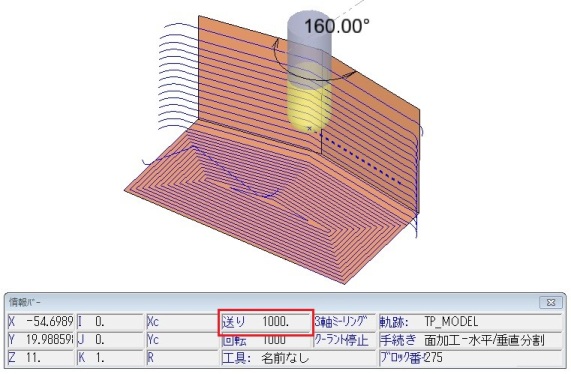 160.00°
情報バー
X -54.6989 I 0. Xc 送り 1000. 3軸ミーリング 軌跡: TP_MODEL
Y 19.98859( J 0. Yc 回転 1000 クーラント停止 手続き 面加工-水平/垂直分割
Z 11. K 1. R 工具: 名前なし ブロック番275